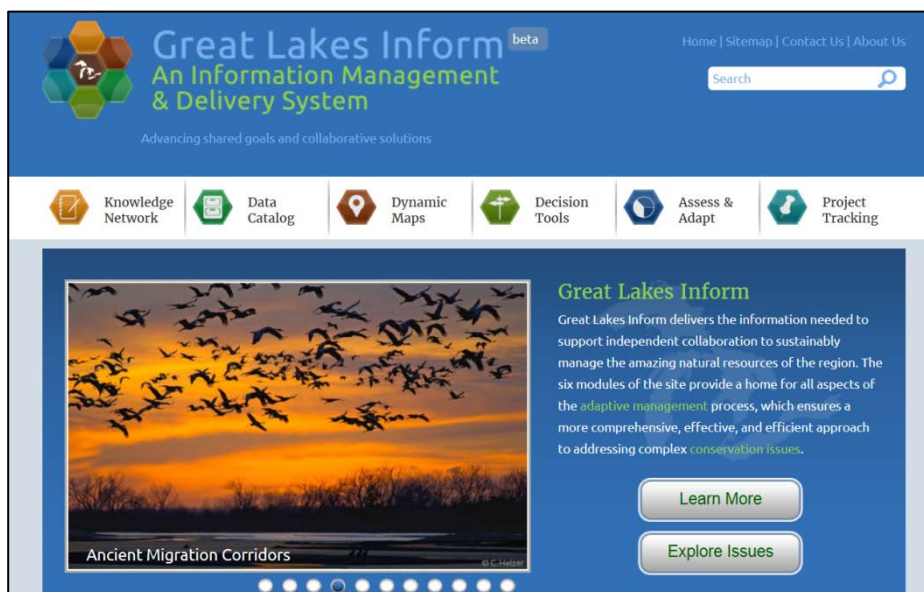 Great Lakes Inform beta
An Information Management
& Delivery System
Advancing shared goals and collaborative solutions
Home | Sitemap | Contact Us | About Us
Search
Knowledge
Network
Data
Catalog
Dynamic
Maps
Decision
Tools
Assess &
Adapt
Project
Tracking
Ancient Migration Corridors
© C.Helzer
Great Lakes Inform
Great Lakes Inform delivers the information needed to
support independent collaboration to sustainably
manage the amazing natural resources of the region. The
six modules of the site provide a home for all aspects of
the adaptive management process, which ensures a
more comprehensive, effective, and efficient approach
to addressing complex conservation issues.
Learn More
Explore Issues